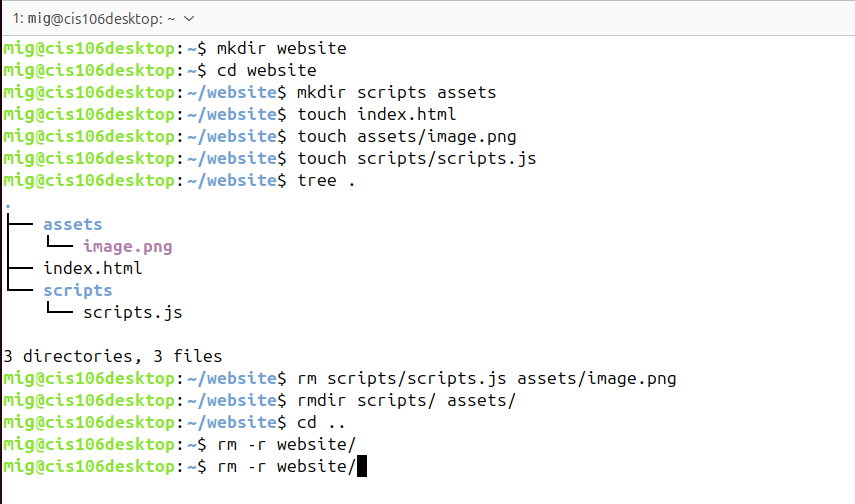 1: mig@cis106desktop: ~
mig@cis106desktop:~$ mkdir website
mig@cis106desktop:~$ cd website
mig@cis106desktop:~/website$ mkdir scripts assets
mig@cis106desktop:~/website$ touch index.html
mig@cis106desktop:~/website$ touch assets/image.png
mig@cis106desktop:~/website$ touch scripts/scripts.js
mig@cis106desktop:~/website$ tree .
.
├── assets
│   └── image.png
├── index.html
└── scripts
    └── scripts.js

3 directories, 3 files
mig@cis106desktop:~/website$ rm scripts/scripts.js assets/image.png
mig@cis106desktop:~/website$ rmdir scripts/ assets/
mig@cis106desktop:~/website$ cd ..
mig@cis106desktop:~$ rm -r website/
mig@cis106desktop:~$ rm -r website/